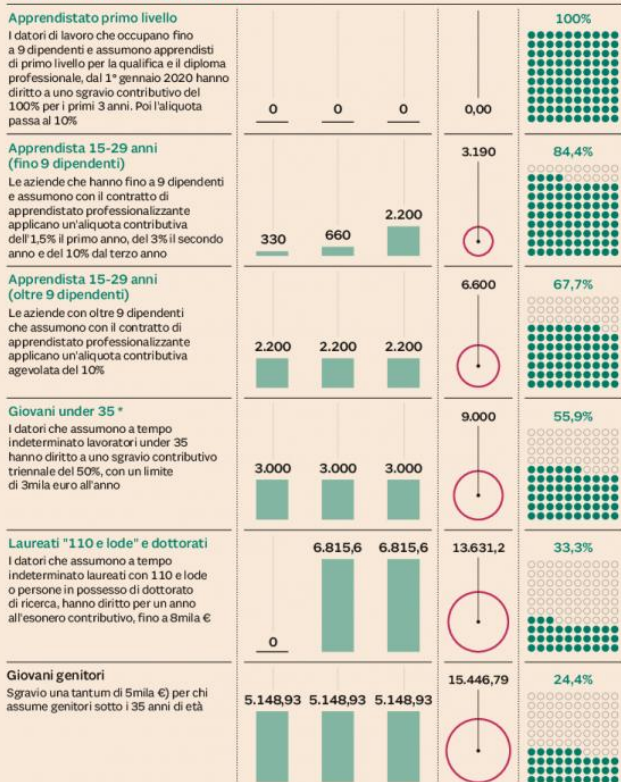 Apprendistato primo livello
I datori di lavoro che occupano fino
a 9 dipendenti e assumono apprendisti
di primo livello per la qualifica e il diploma
professionale, dal 1° gennaio 2020 hanno
diritto a uno sgravio contributivo del
100% per i primi 3 anni. Poi l'aliquota
passa al 10%
0 0 0
0,00
100%
Apprendista 15-29 anni
(fino 9 dipendenti)
Le aziende che hanno fino a 9 dipendenti
e assumono con il contratto di
apprendistato professionalizzante
applicano un'aliquota contributiva
dell'1,5% il primo anno, del 3% il secondo
anno e del 10% dal terzo anno
330 660 2.200
3.190
84,4%
Apprendista 15-29 anni
(oltre 9 dipendenti)
Le aziende con oltre 9 dipendenti
che assumono con il contratto di
apprendistato professionalizzante
applicano un'aliquota contributiva
agevolata del 10%
2.200 2.200 2.200
6.600
67,7%
Giovani under 35 *
I datori che assumono a tempo
indeterminato lavoratori under 35
hanno diritto a uno sgravio contributivo
triennale del 50%, con un limite
di 3mila euro all'anno
3.000 3.000 3.000
9.000
55,9%
Laureati "110 e lode" e dottorati
I datori che assumono a tempo
indeterminato laureati con 110 e lode
o persone in possesso di dottorato
di ricerca, hanno diritto per un anno
all'esonero contributivo, fino a 8mila €
0 6.815,6 6.815,6
13.631,2
33,3%
Giovani genitori
Sgravio una tantum di 5mila €) per chi
assume genitori sotto i 35 anni di età
5.148,93 5.148,93 5.148,93
15.446,79
24,4%